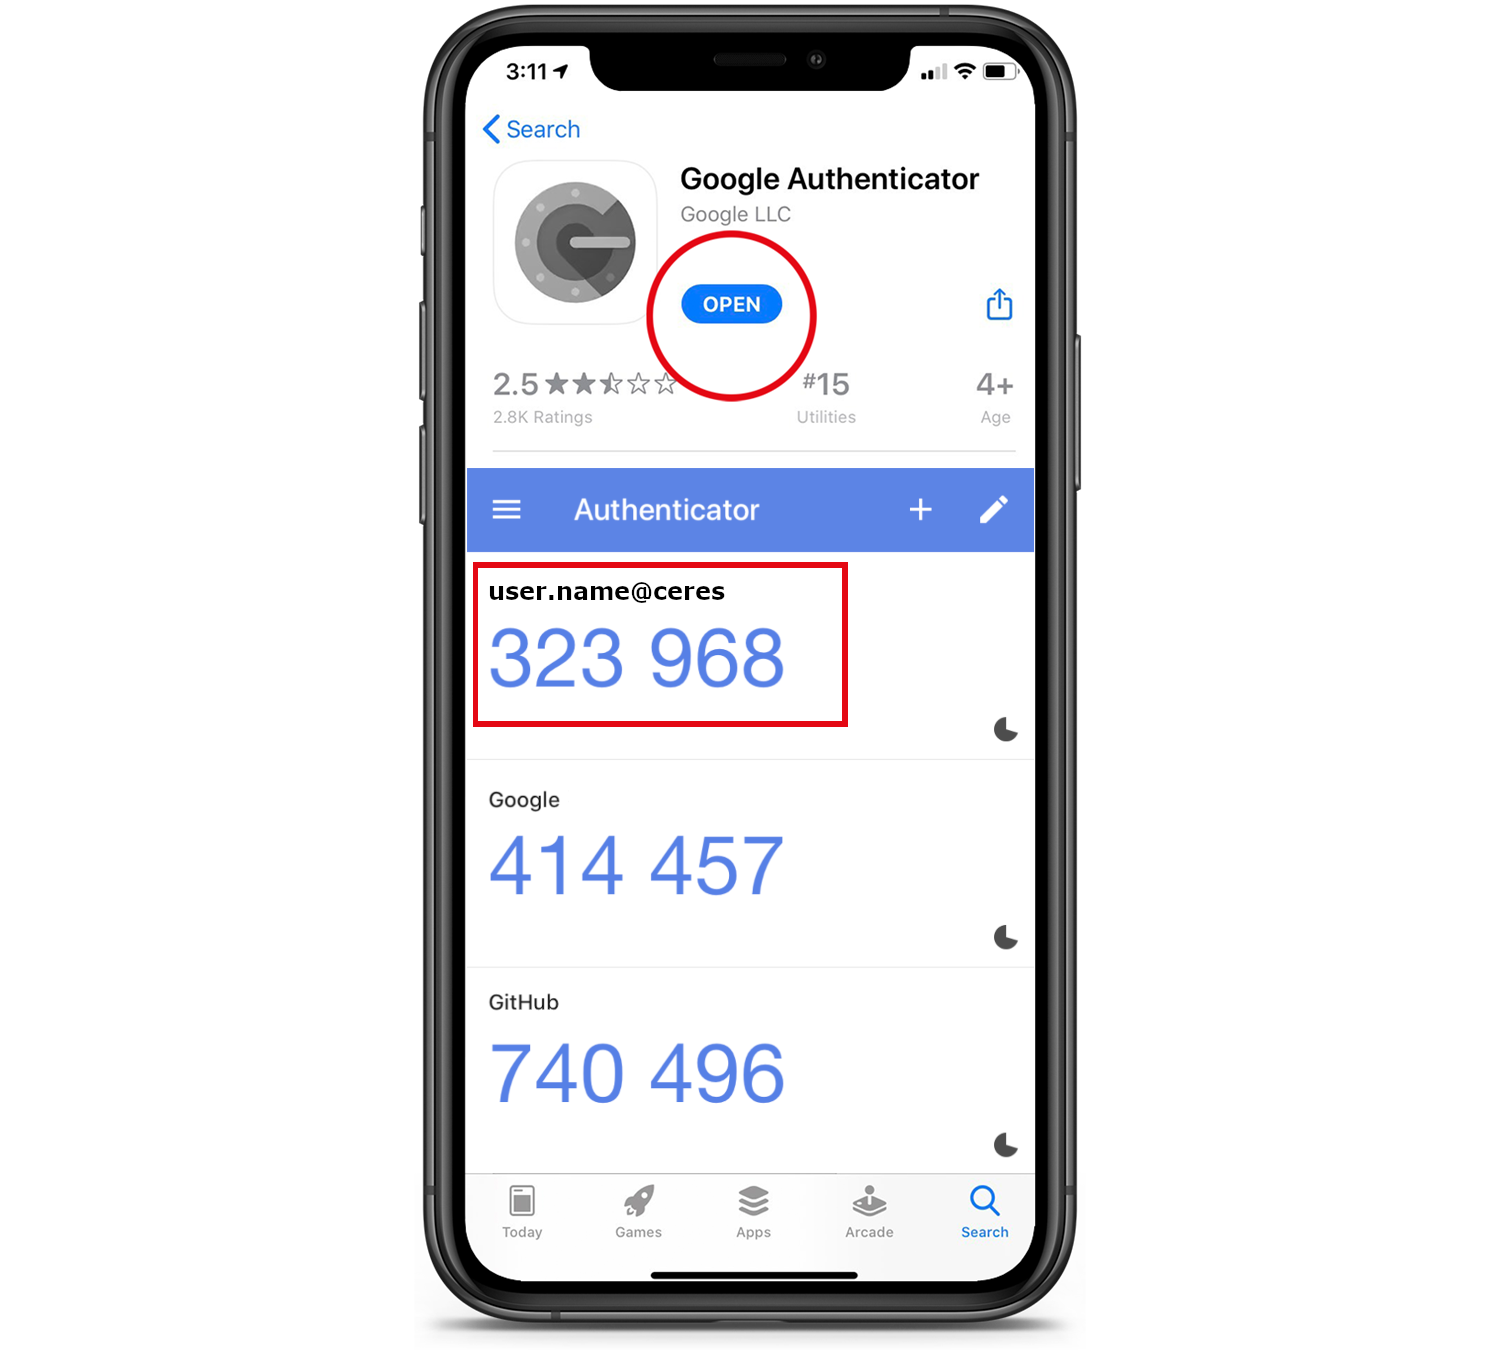 3:11
Search
Google Authenticator
Google LLC
OPEN
2.5 #15 4+
2.8K Ratings Utilities Age
Authenticator
user.name@ceres
323 968
Google
414 457
GitHub
740 496
Today Games Apps Arcade Search